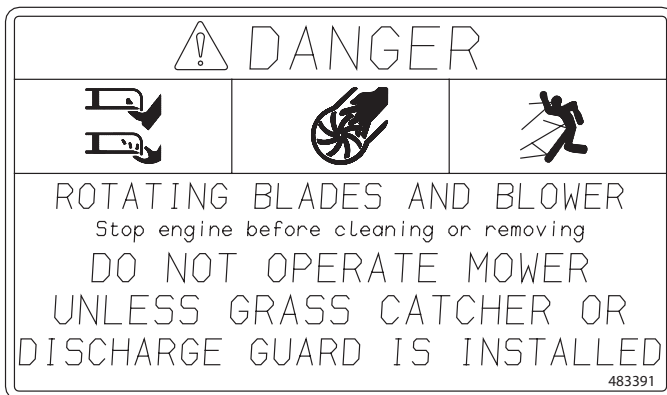 DANGER
ROTATING BLADES AND BLOWER
Stop engine before cleaning or removing
DO NOT OPERATE MOWER
UNLESS GRASS CATCHER OR
DISCHARGE GUARD IS INSTALLED
483391